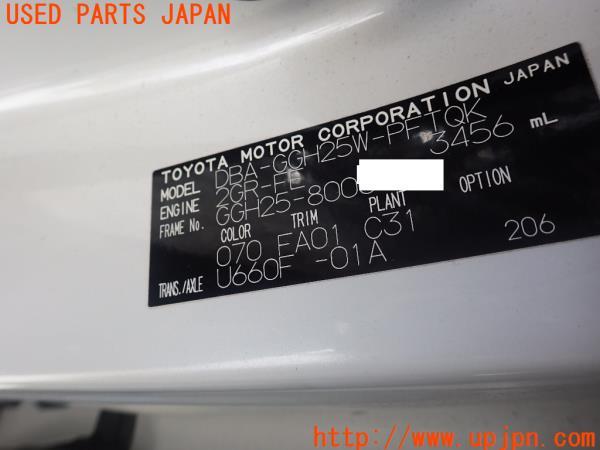 USED PARTS JAPAN
TOYOTA MOTOR CORPORATION JAPAN
MODEL DBA-GGH25W-PFTQK
ENGINE 2GR-FE 3456 mL
FRAME No. GGH25-800
COLOR TRIM PLANT OPTION
070 FA01 C31
TRANS./AXLE U660F -01A 206
http://www.upjpn.com/